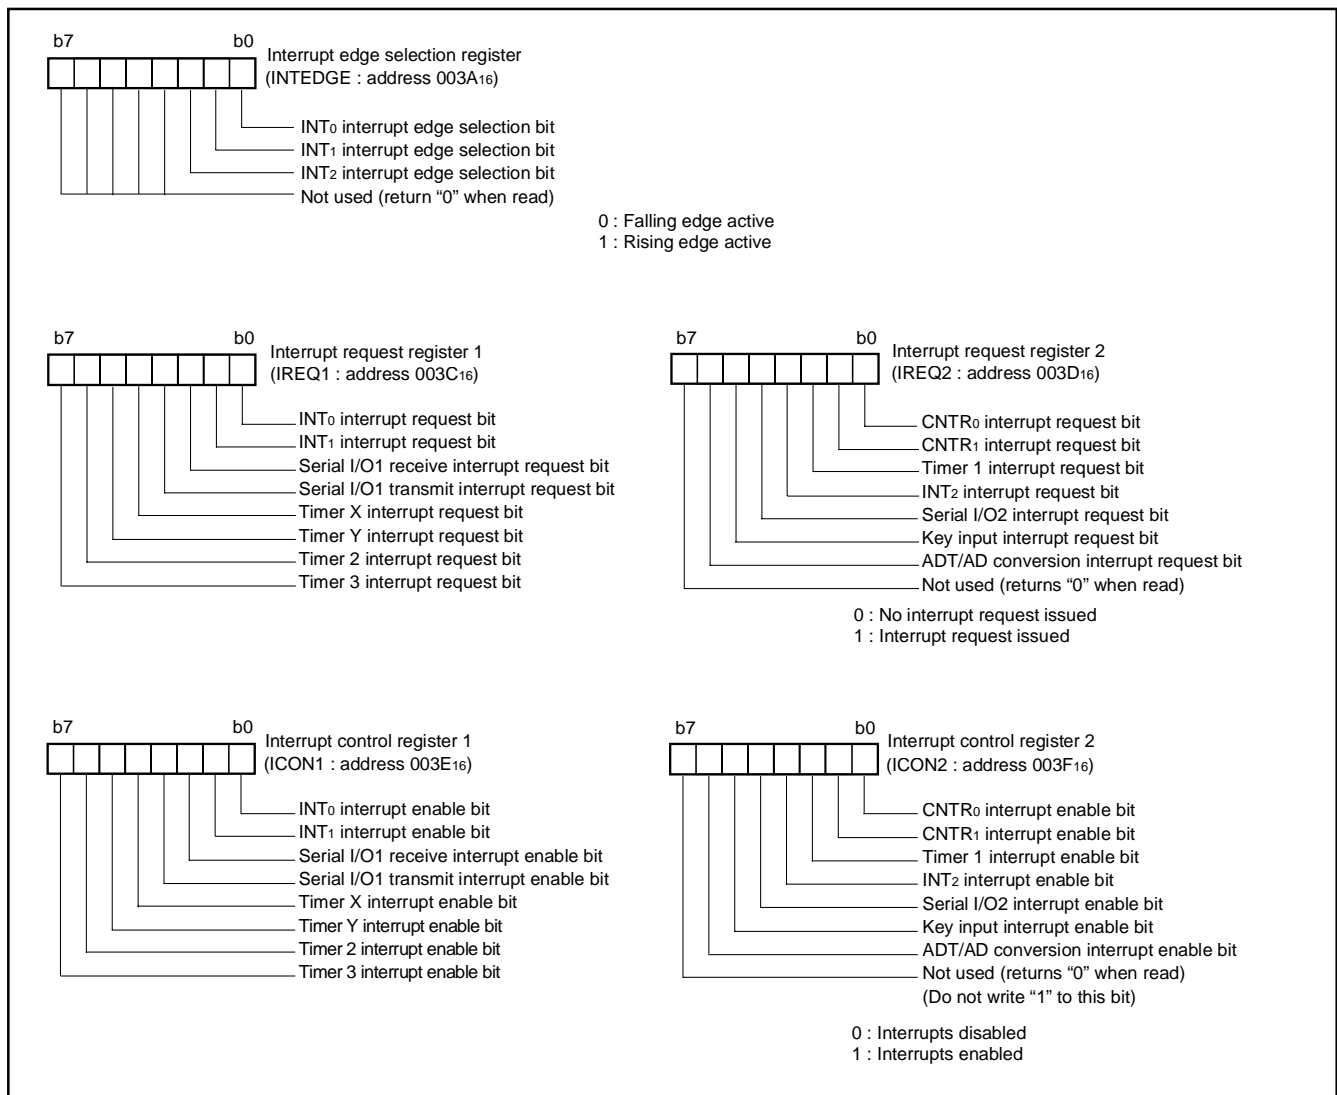 b7 b0
Interrupt edge selection register
(INTEDGE : address 003A16)
INT0 interrupt edge selection bit
INT1 interrupt edge selection bit
INT2 interrupt edge selection bit
Not used (return “0” when read)
0 : Falling edge active
1 : Rising edge active
b7 b0
Interrupt request register 1
(IREQ1 : address 003C16)
INT0 interrupt request bit
INT1 interrupt request bit
Serial I/O1 receive interrupt request bit
Serial I/O1 transmit interrupt request bit
Timer X interrupt request bit
Timer Y interrupt request bit
Timer 2 interrupt request bit
Timer 3 interrupt request bit
b7 b0
Interrupt request register 2
(IREQ2 : address 003D16)
CNTR0 interrupt request bit
CNTR1 interrupt request bit
Timer 1 interrupt request bit
INT2 interrupt request bit
Serial I/O2 interrupt request bit
Key input interrupt request bit
ADT/AD conversion interrupt request bit
Not used (returns “0” when read)
0 : No interrupt request issued
1 : Interrupt request issued
b7 b0
Interrupt control register 1
(ICON1 : address 003E16)
INT0 interrupt enable bit
INT1 interrupt enable bit
Serial I/O1 receive interrupt enable bit
Serial I/O1 transmit interrupt enable bit
Timer X interrupt enable bit
Timer Y interrupt enable bit
Timer 2 interrupt enable bit
Timer 3 interrupt enable bit
b7 b0
Interrupt control register 2
(ICON2 : address 003F16)
CNTR0 interrupt enable bit
CNTR1 interrupt enable bit
Timer 1 interrupt enable bit
INT2 interrupt enable bit
Serial I/O2 interrupt enable bit
Key input interrupt enable bit
ADT/AD conversion interrupt enable bit
Not used (returns “0” when read)
(Do not write “1” to this bit)
0 : Interrupts disabled
1 : Interrupts enabled